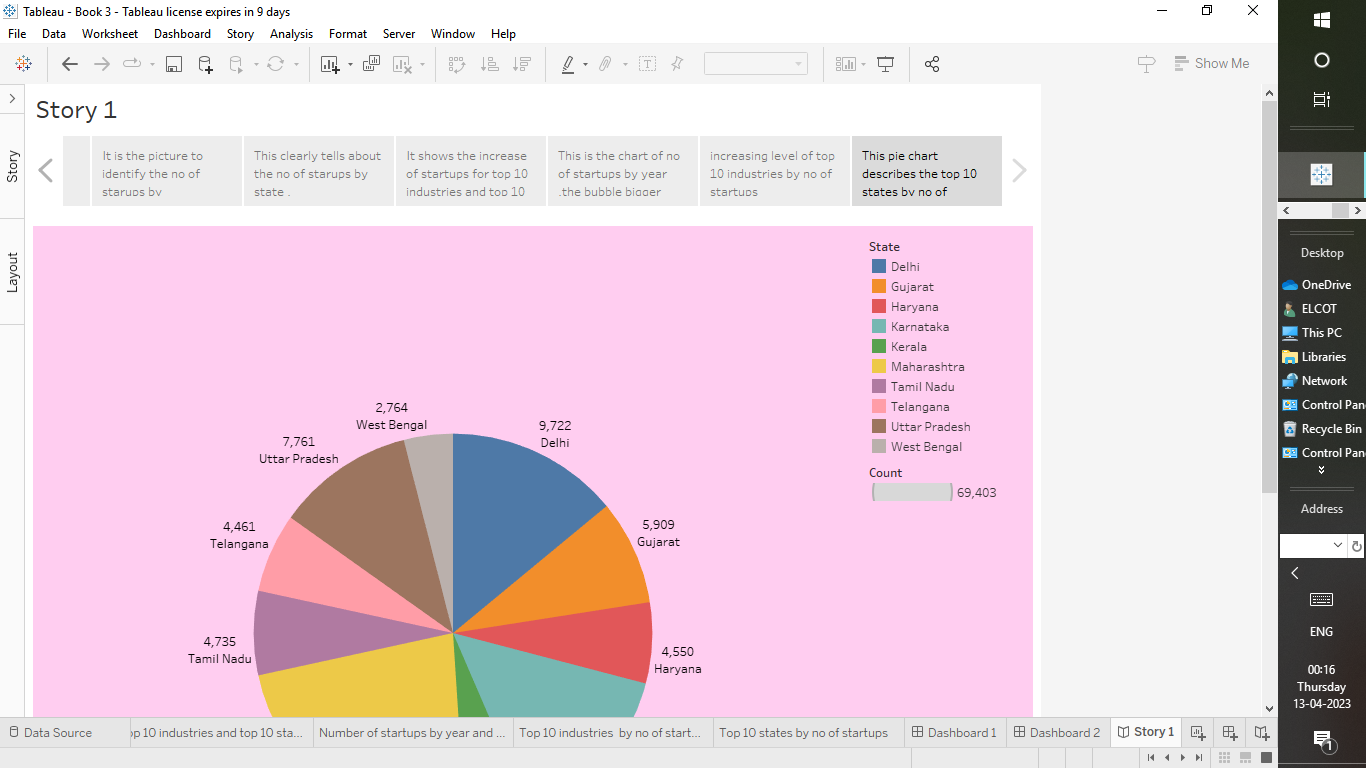 Tableau - Book 3 - Tableau license expires in 9 days
File Data Worksheet Dashboard Story Analysis Format Server Window Help
Show Me
Story
Layout
Story 1
It is the picture to
identify the no of
starups by
This clearly tells about
the no of starups by
state .
It shows the increase
of startups for top 10
industries and top 10
This is the chart of no
of startups by year
.the bubble bigger
increasing level of top
10 industries by no of
startups
This pie chart
describes the top 10
states by no of
State
Delhi
Gujarat
Haryana
Karnataka
Kerala
Maharashtra
Tamil Nadu
Telangana
Uttar Pradesh
West Bengal
Count
69,403
2,764
West Bengal
9,722
Delhi
7,761
Uttar Pradesh
4,461
Telangana
5,909
Gujarat
4,735
Tamil Nadu
4,550
Haryana
Data Source
op 10 industries and top 10 sta...
Number of startups by year and ...
Top 10 industries by no of start...
Top 10 states by no of startups
Dashboard 1
Dashboard 2
Story 1
Desktop
OneDrive
ELCOT
This PC
Libraries
Network
Control Pan
Recycle Bin
Control Pan
Address
ENG
00:16
Thursday
13-04-2023
1